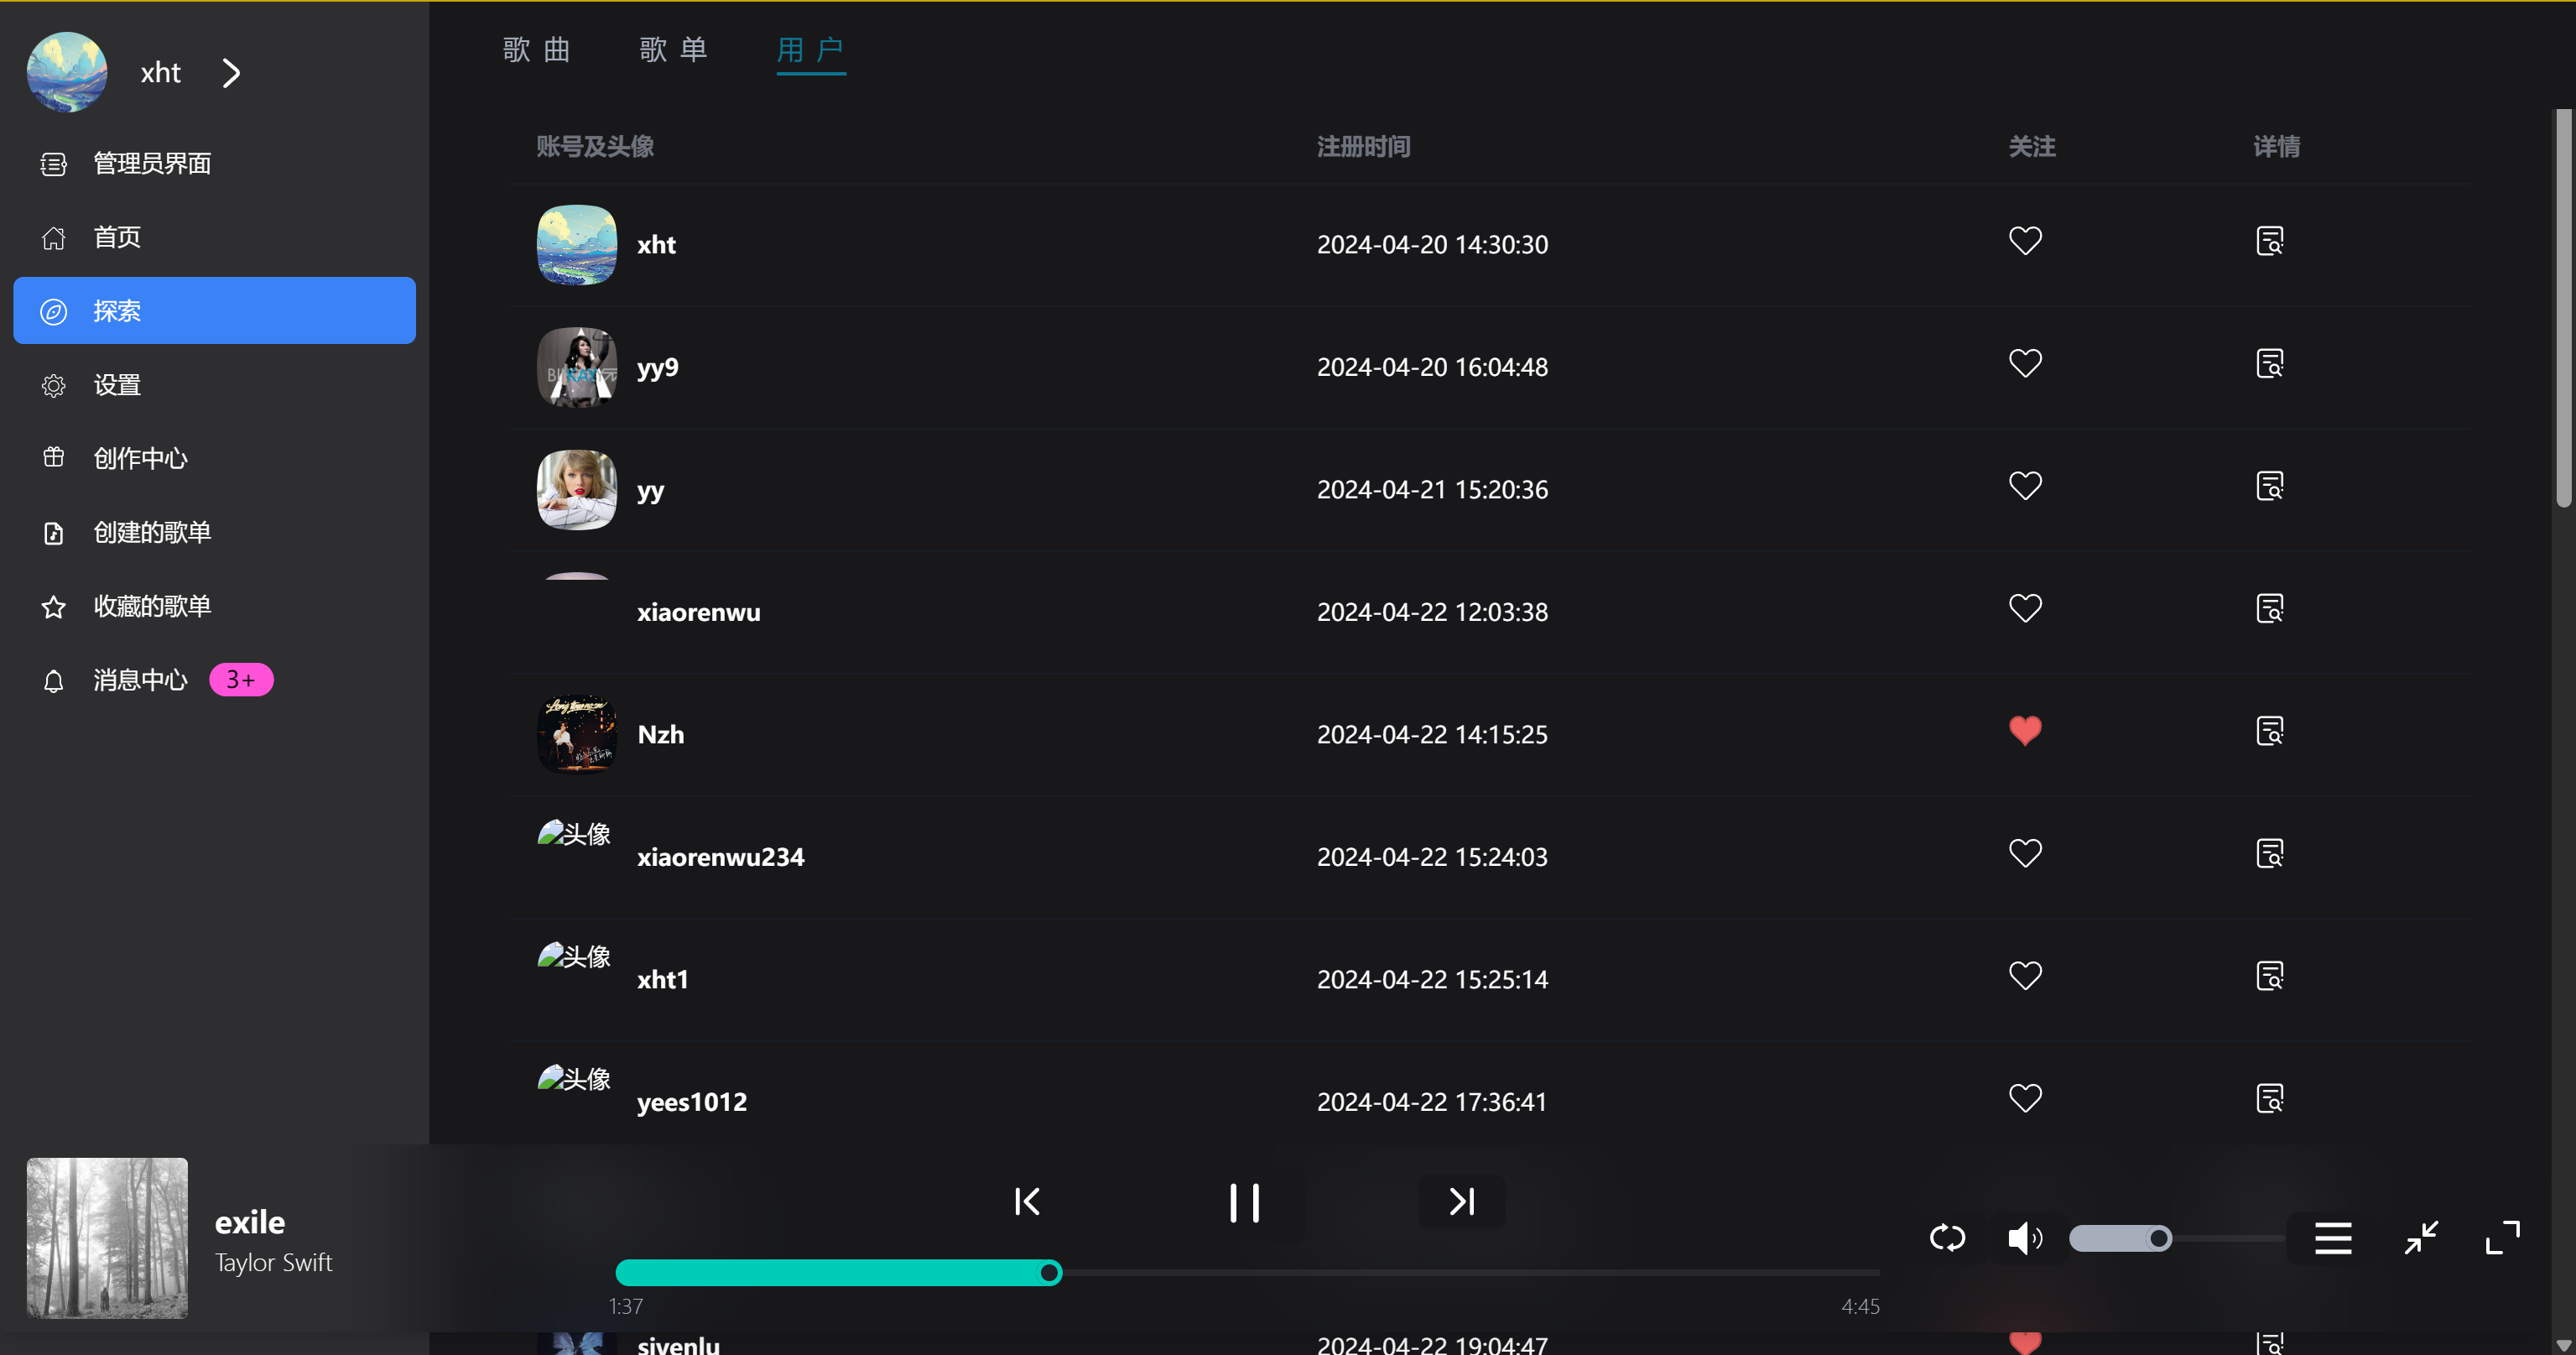 xht
管理员界面
首页
探索
设置
创作中心
创建的歌单
收藏的歌单
消息中心 3+
歌曲 歌单 用户
账号及头像 注册时间 关注 详情
xht 2024-04-20 14:30:30
yy9 2024-04-20 16:04:48
yy 2024-04-21 15:20:36
xiaorenwu 2024-04-22 12:03:38
Nzh 2024-04-22 14:15:25
头像 xiaorenwu234 2024-04-22 15:24:03
头像 xht1 2024-04-22 15:25:14
头像 yees1012 2024-04-22 17:36:41
exile
Taylor Swift
1:37 4:45
sivenlu 2024-04-22 19:04:47